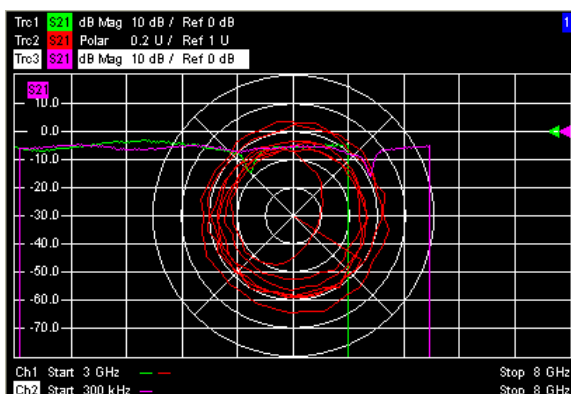 Trc1 S21 dB Mag 10 dB / Ref 0 dB 1
Trc2 S21 Polar 0.2 U / Ref 1 U
Trc3 S21 dB Mag 10 dB / Ref 0 dB
S21
10.0
0.0
-10.0
-20.0
-30.0
-40.0
-50.0
-60.0
-70.0
Ch1 Start 3 GHz Stop 8 GHz
Ch2 Start 300 kHz Stop 8 GHz